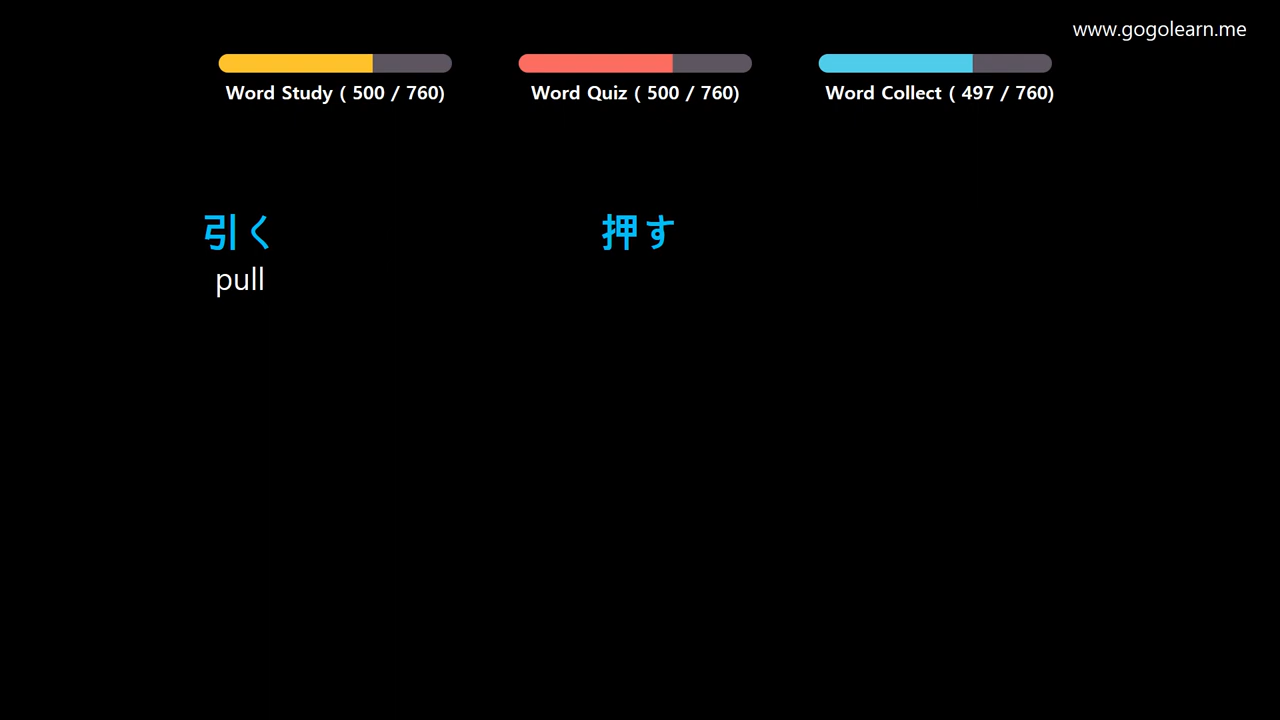 www.gogolearn.me
Word Study ( 500 / 760)
Word Quiz ( 500 / 760)
Word Collect ( 497 / 760)
引く
押す
pull